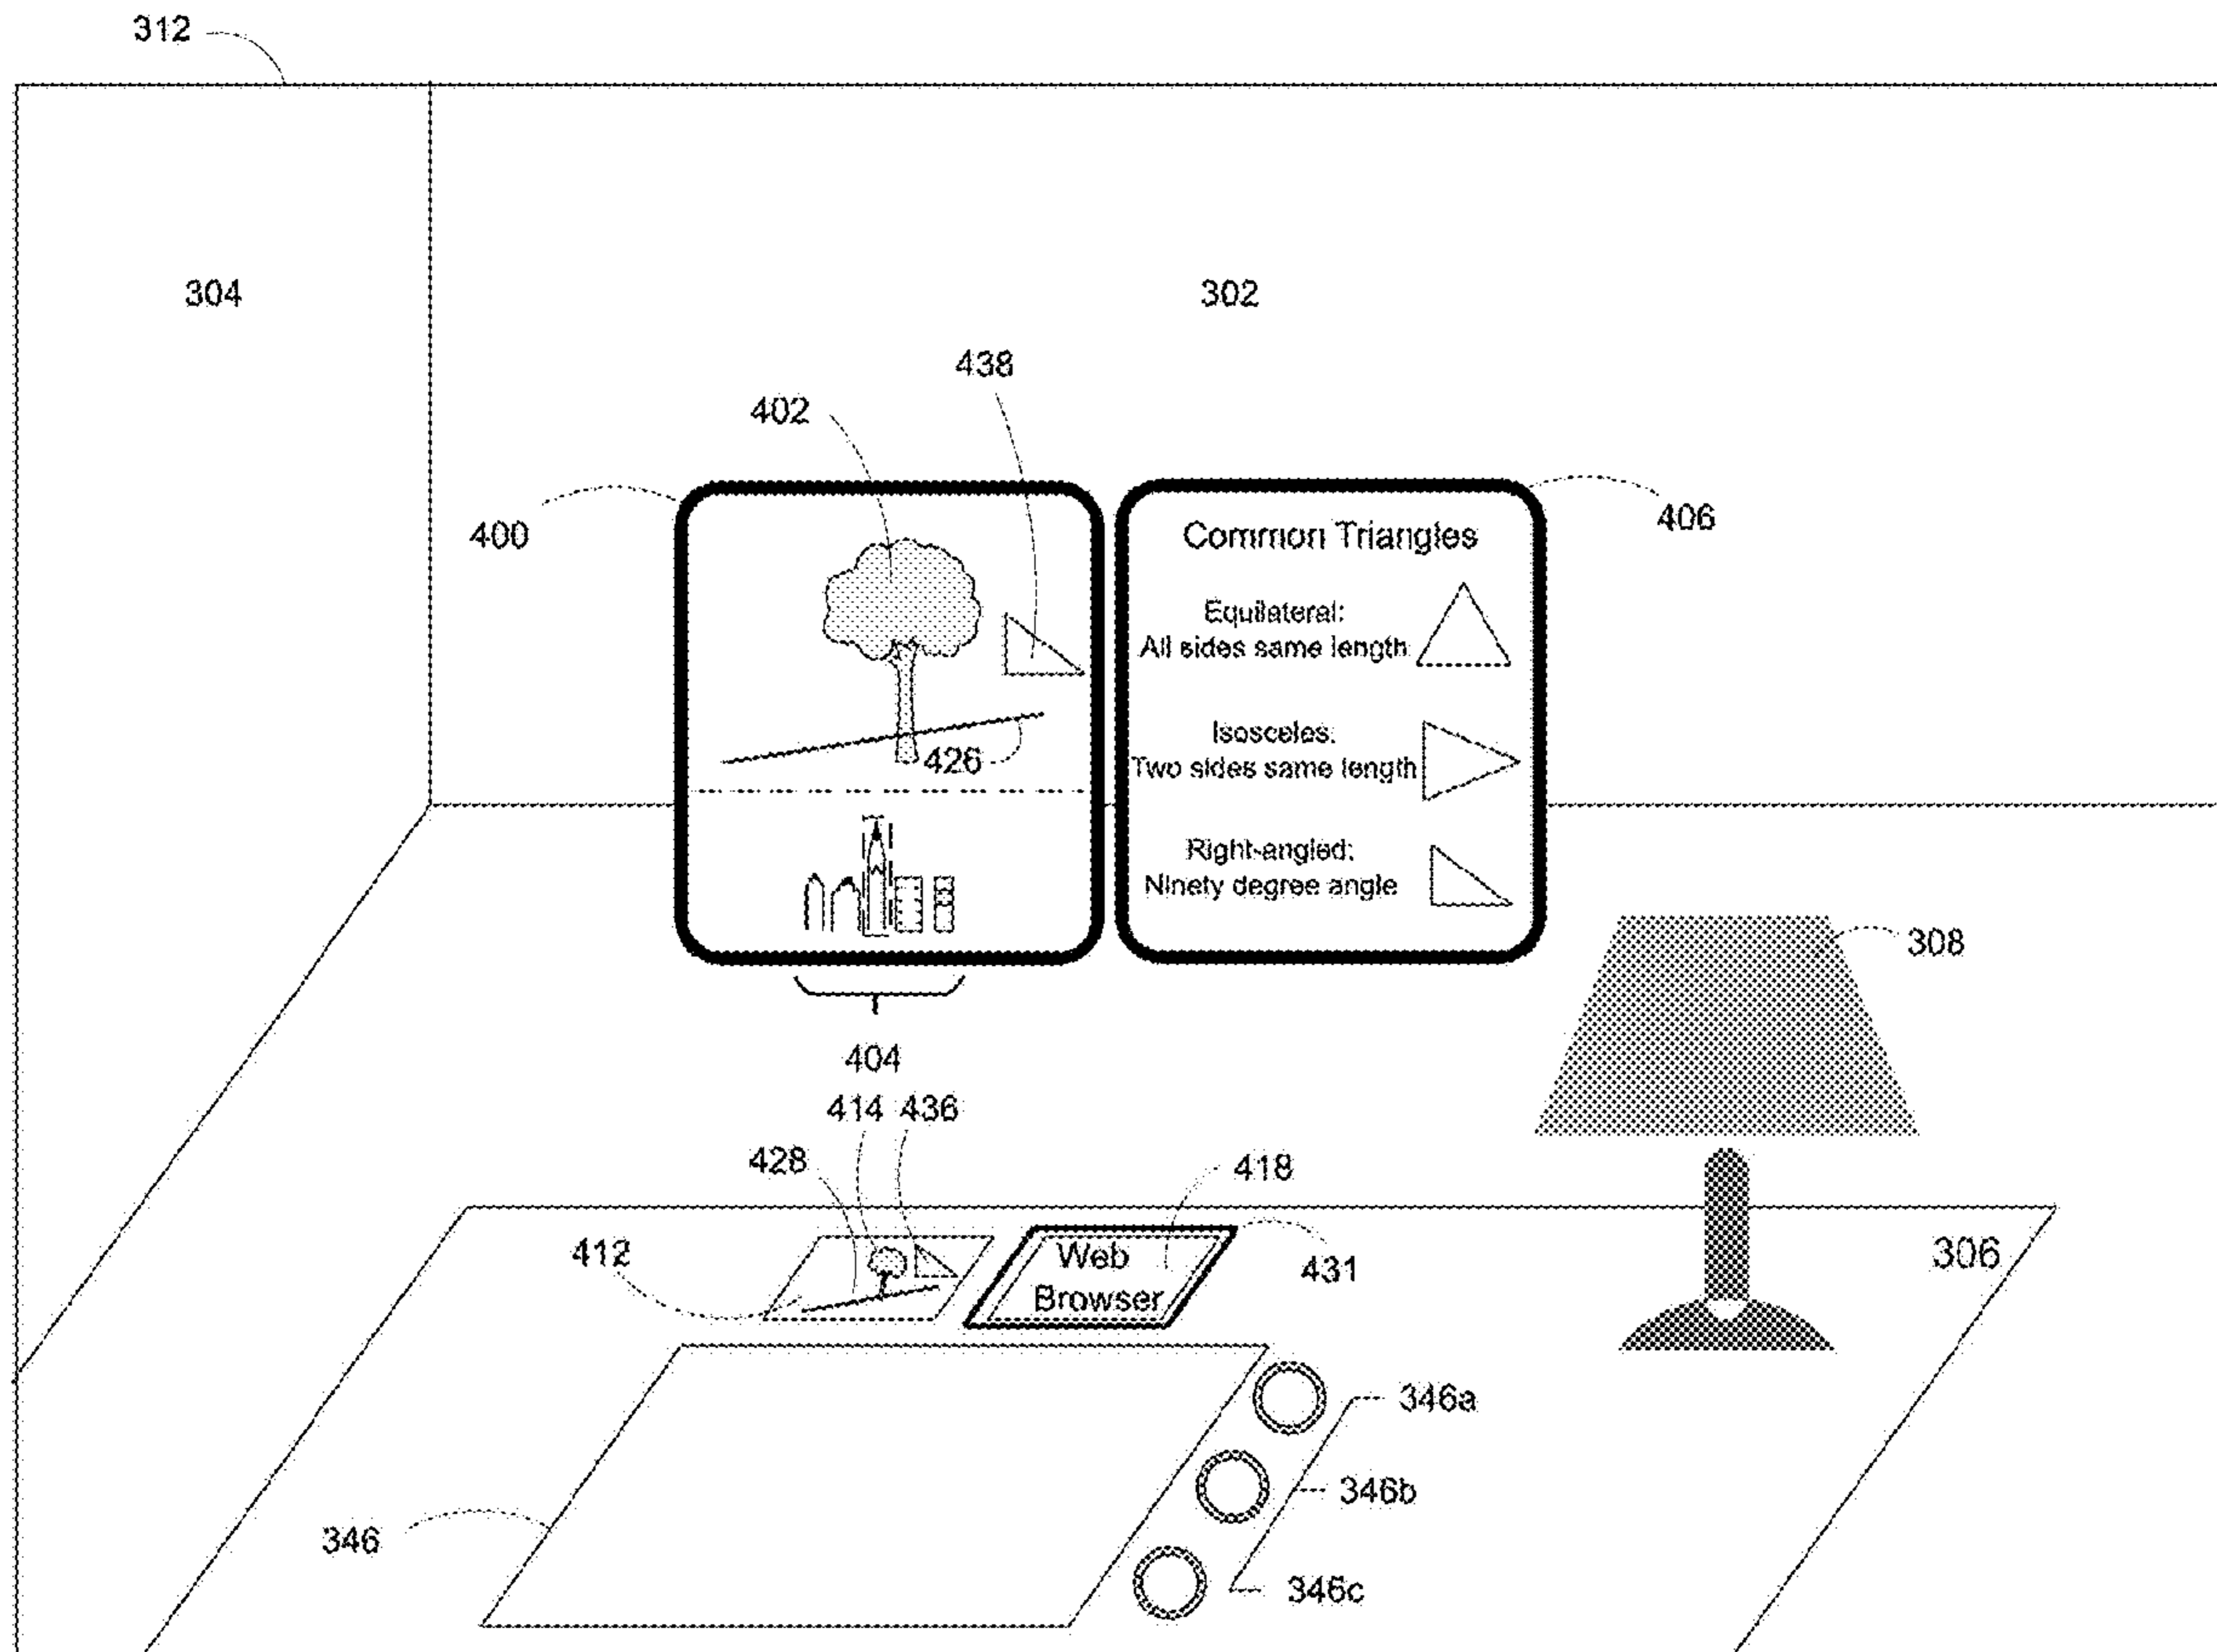 312
304
302
438
402
400
406
Common Triangles
Equilateral:
All sides same length
Isosceles:
Two sides same length
426
Right-angled:
Ninety degree angle
308
404
414 436
428
418
412
Web
Browser
431
306
346a
346b
346
346c